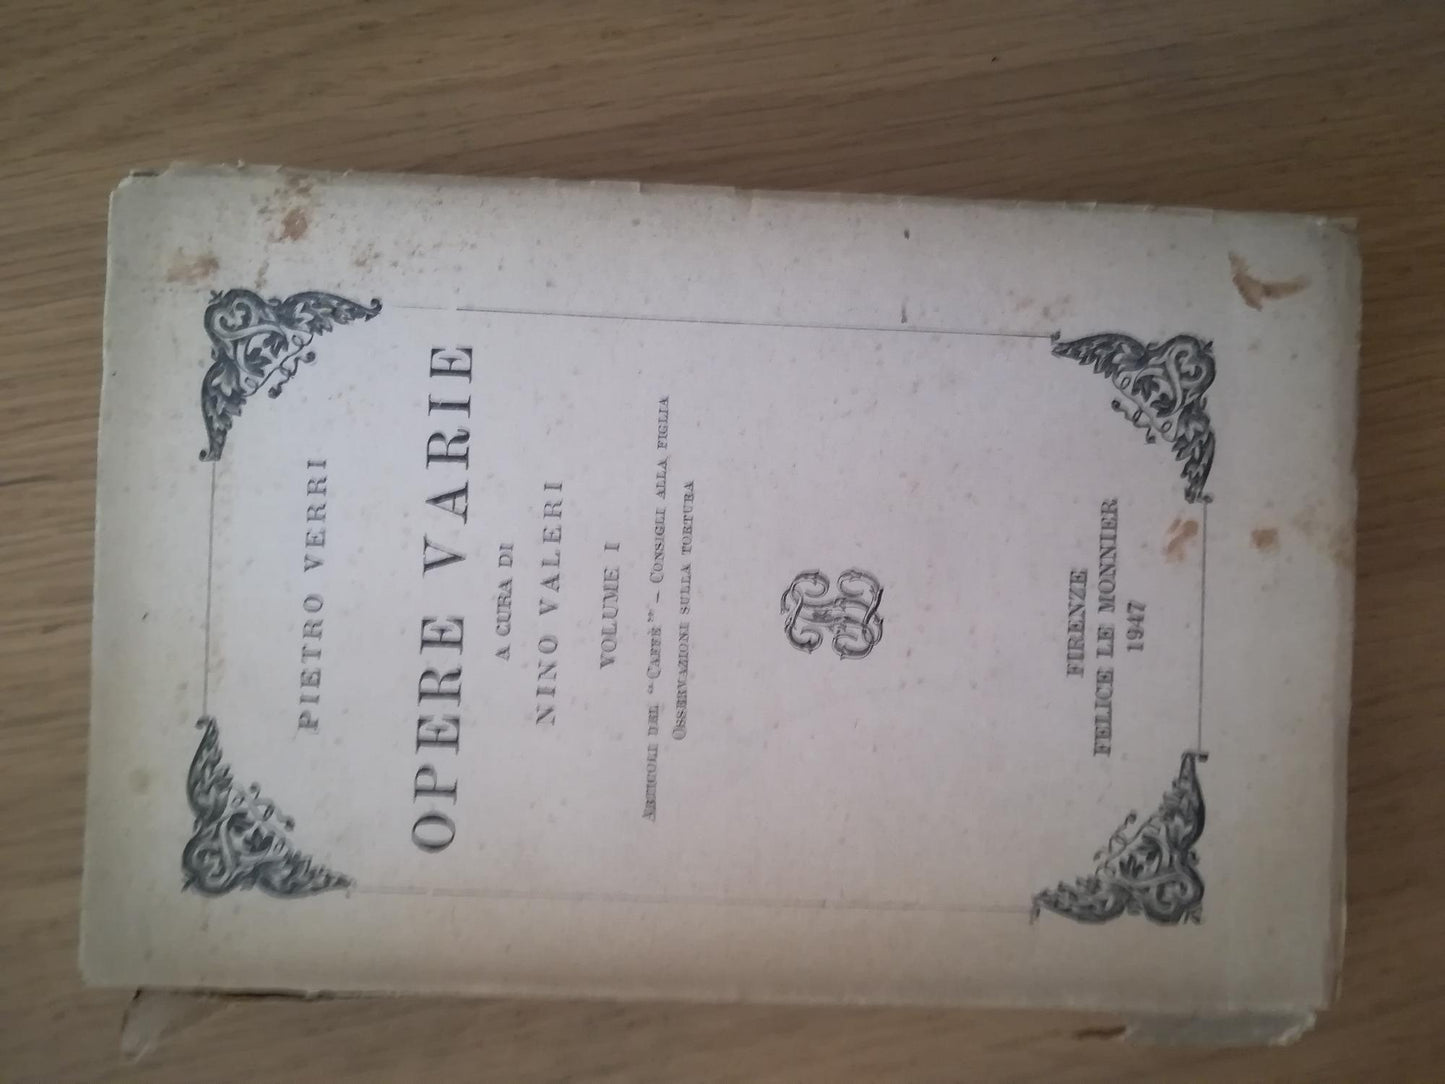 PIETRO VERRI
OPERE VARIE
A CURA DI
NINO VALERI
VOLUME I
ARTICOLI DEL “CAFFÈ” – CONSIGLI ALLA FIGLIA
OSSERVAZIONI SULLA TORTURA
FIRENZE
FELICE LE MONNIER
1947